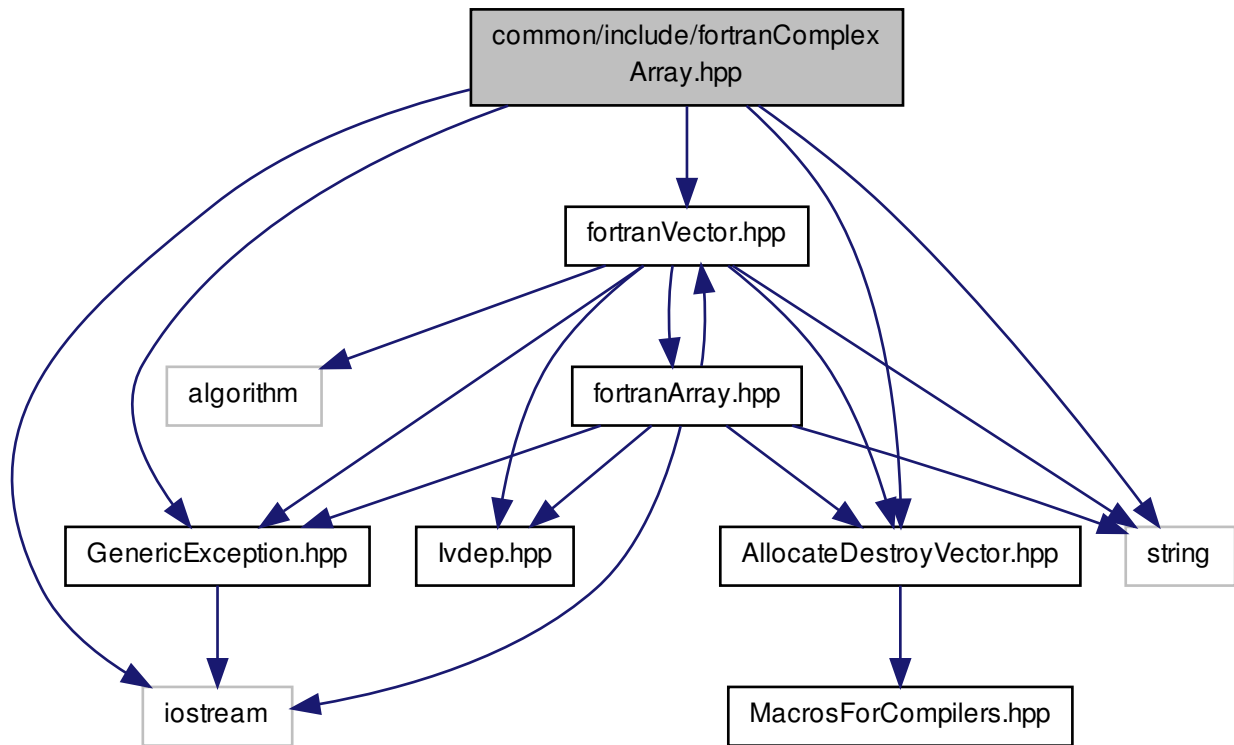 common/include/fortranComplex
Array.hpp
fortranVector.hpp
algorithm
fortranArray.hpp
GenericException.hpp
Ivdep.hpp
AllocateDestroyVector.hpp
string
iostream
MacrosForCompilers.hpp